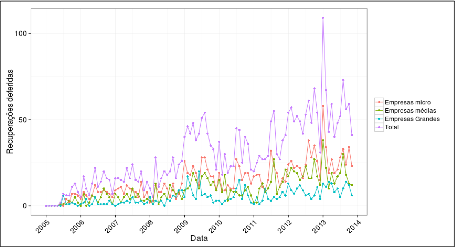 Recuperações deferidas
100
50
0
2005
2006
2007
2008
2009
2010
2011
2012
2013
2014
Data
Empresas micro
Empresas médias
Empresas Grandes
Total